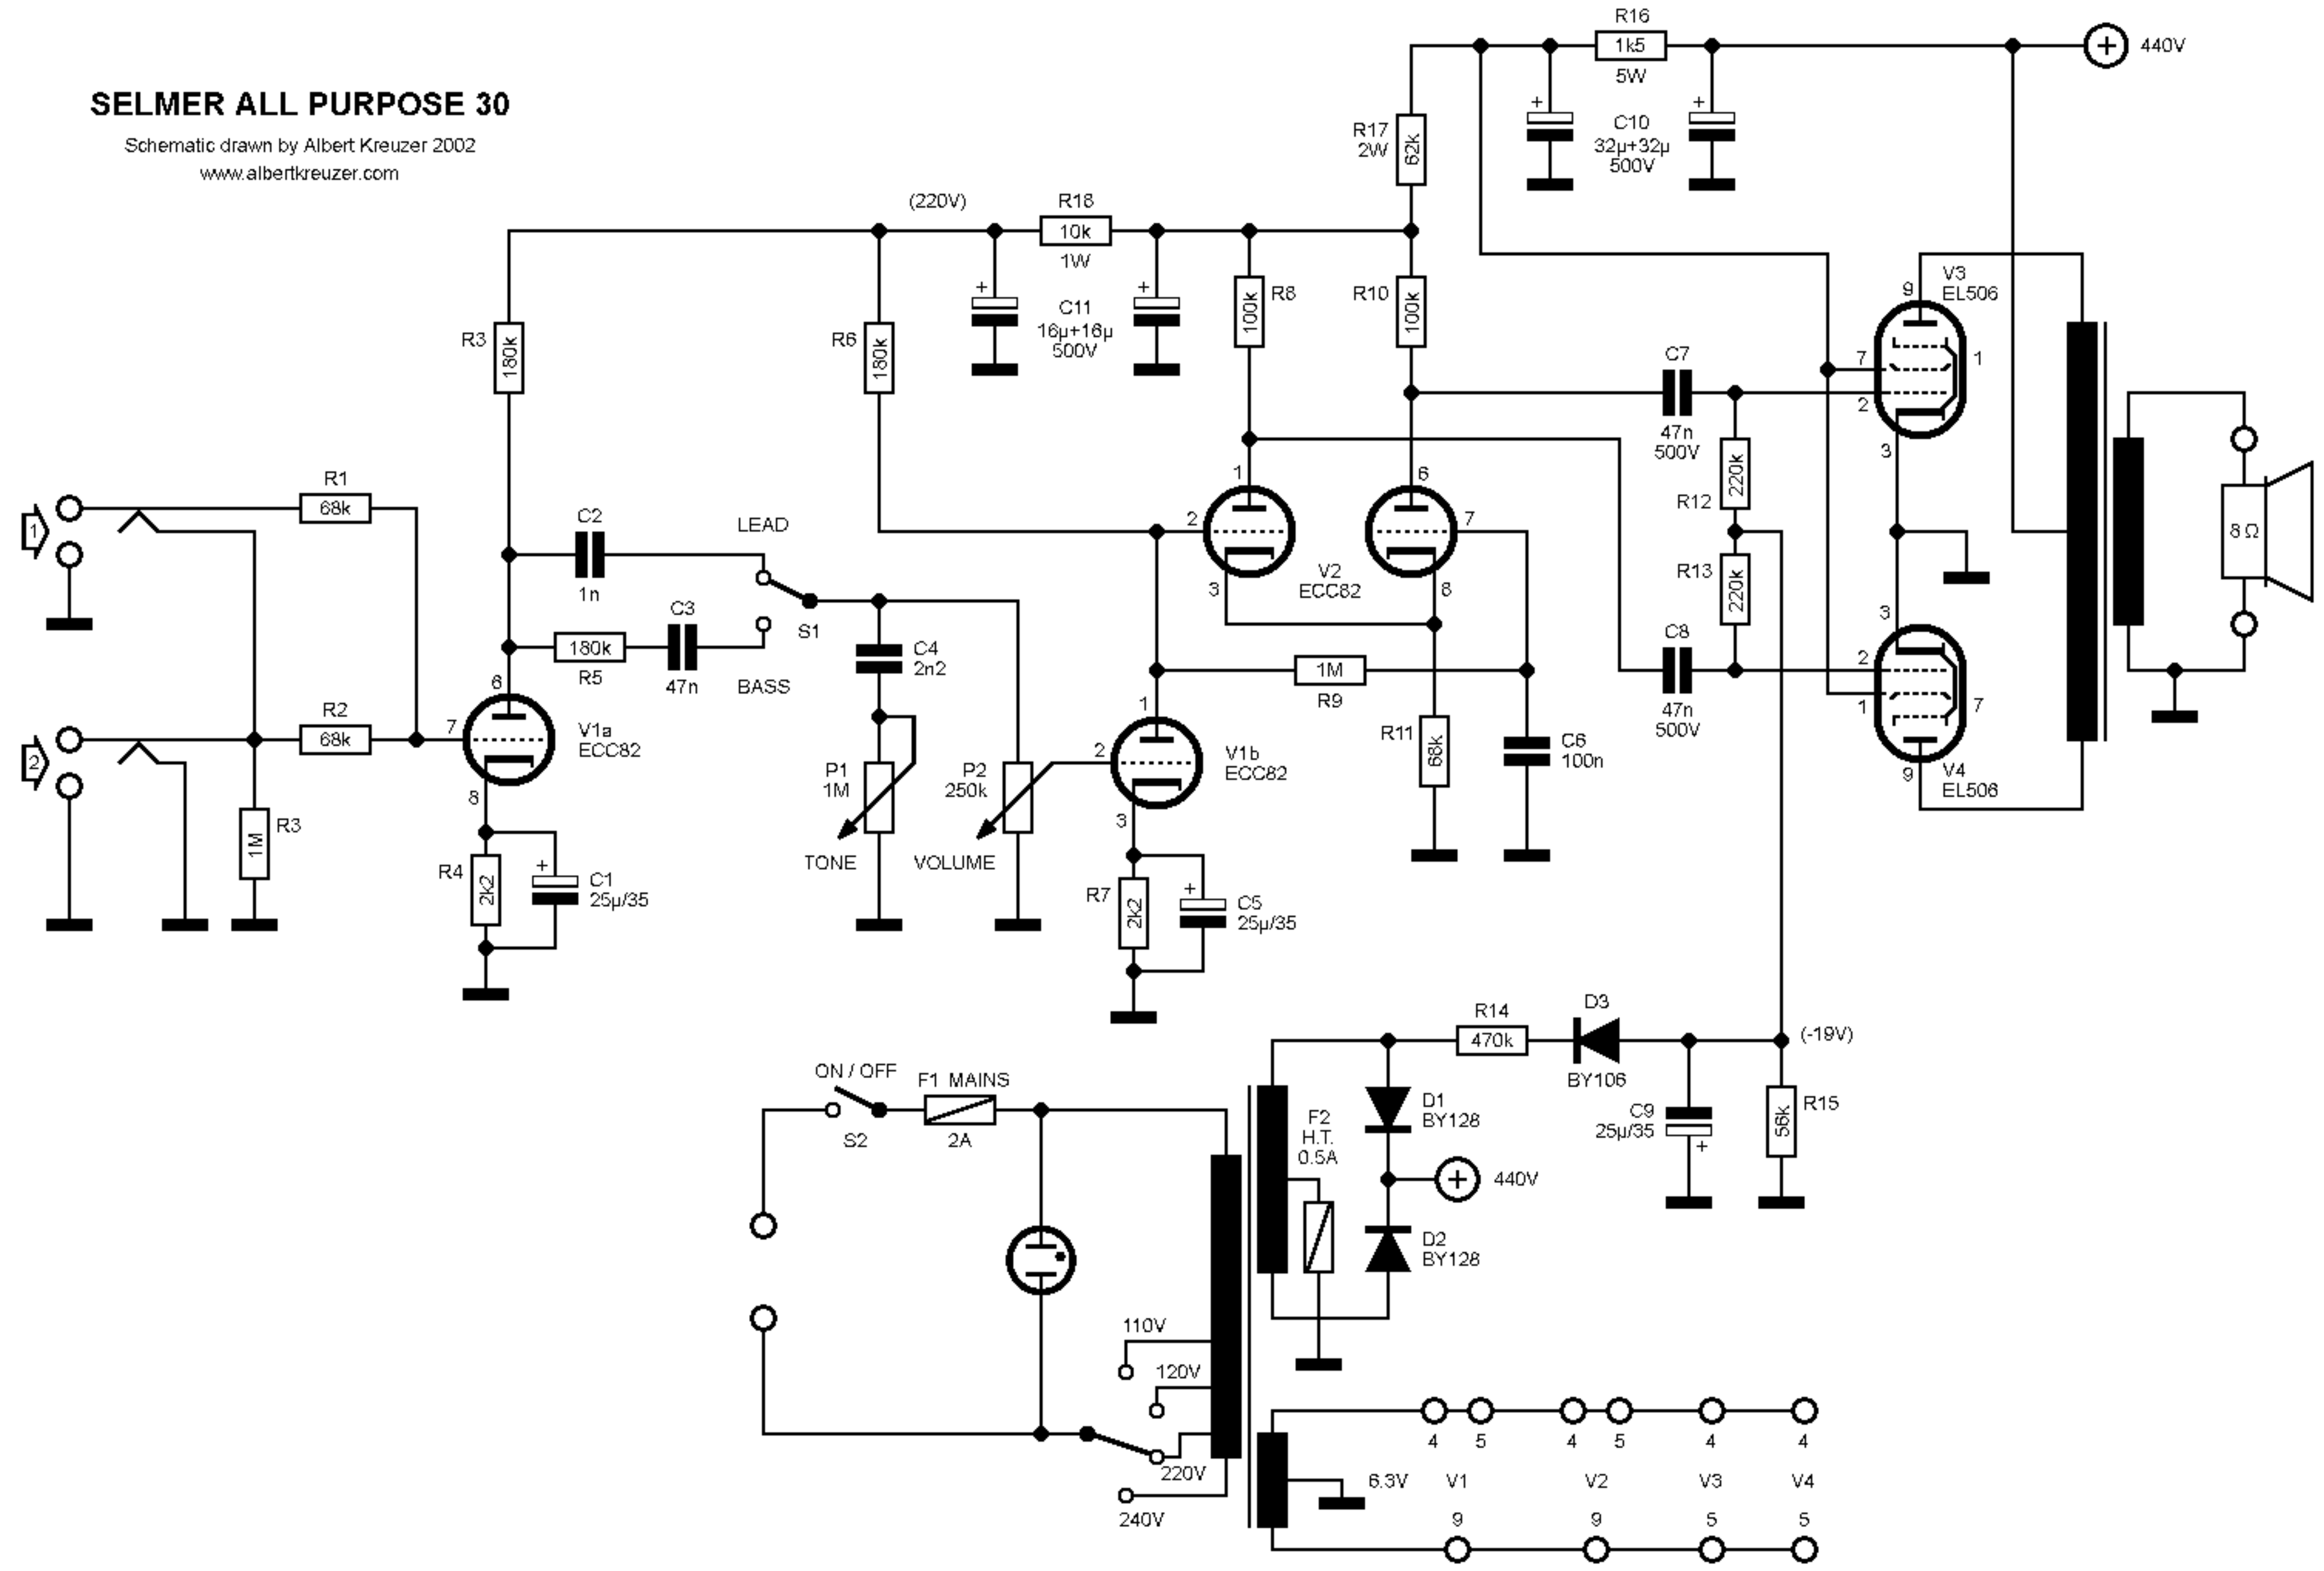 SELMER ALL PURPOSE 30
Schematic drawn by Albert Kreuzer 2002
www.albertkreuzer.com
R16
1k5
5W
440V
C10
32µ+32µ
500V
+
+
R17
2W
62k
(220V)
R18
10k
1W
+
+
C11
16µ+16µ
500V
R3
180k
R6
180k
R8
100k
R10
100k
C7
47n
500V
V3
EL506
9
7
1
2
3
R12
220k
R13
220k
8 Ω
1
R1
68k
C2
1n
LEAD
S1
C3
47n
180k
R5
BASS
C4
2n2
1
2
3
V2
ECC82
6
7
8
1M
R9
C8
47n
500V
3
2
1
7
9
V4
EL506
2
R2
68k
R3
1M
6
7
8
V1a
ECC82
R4
2k2
+
C1
25µ/35
P1
1M
TONE
P2
250k
VOLUME
1
2
3
V1b
ECC82
R7
2k2
+
C5
25µ/35
R11
68k
C6
100n
R14
470k
D3
BY106
(-19V)
C9
25µ/35
+
R15
56k
ON / OFF
S2
F1 MAINS
2A
F2
H.T.
0.5A
D1
BY128
440V
D2
BY128
110V
120V
220V
240V
6.3V
4 5 4 5 4 4
V1 V2 V3 V4
9 9 5 5